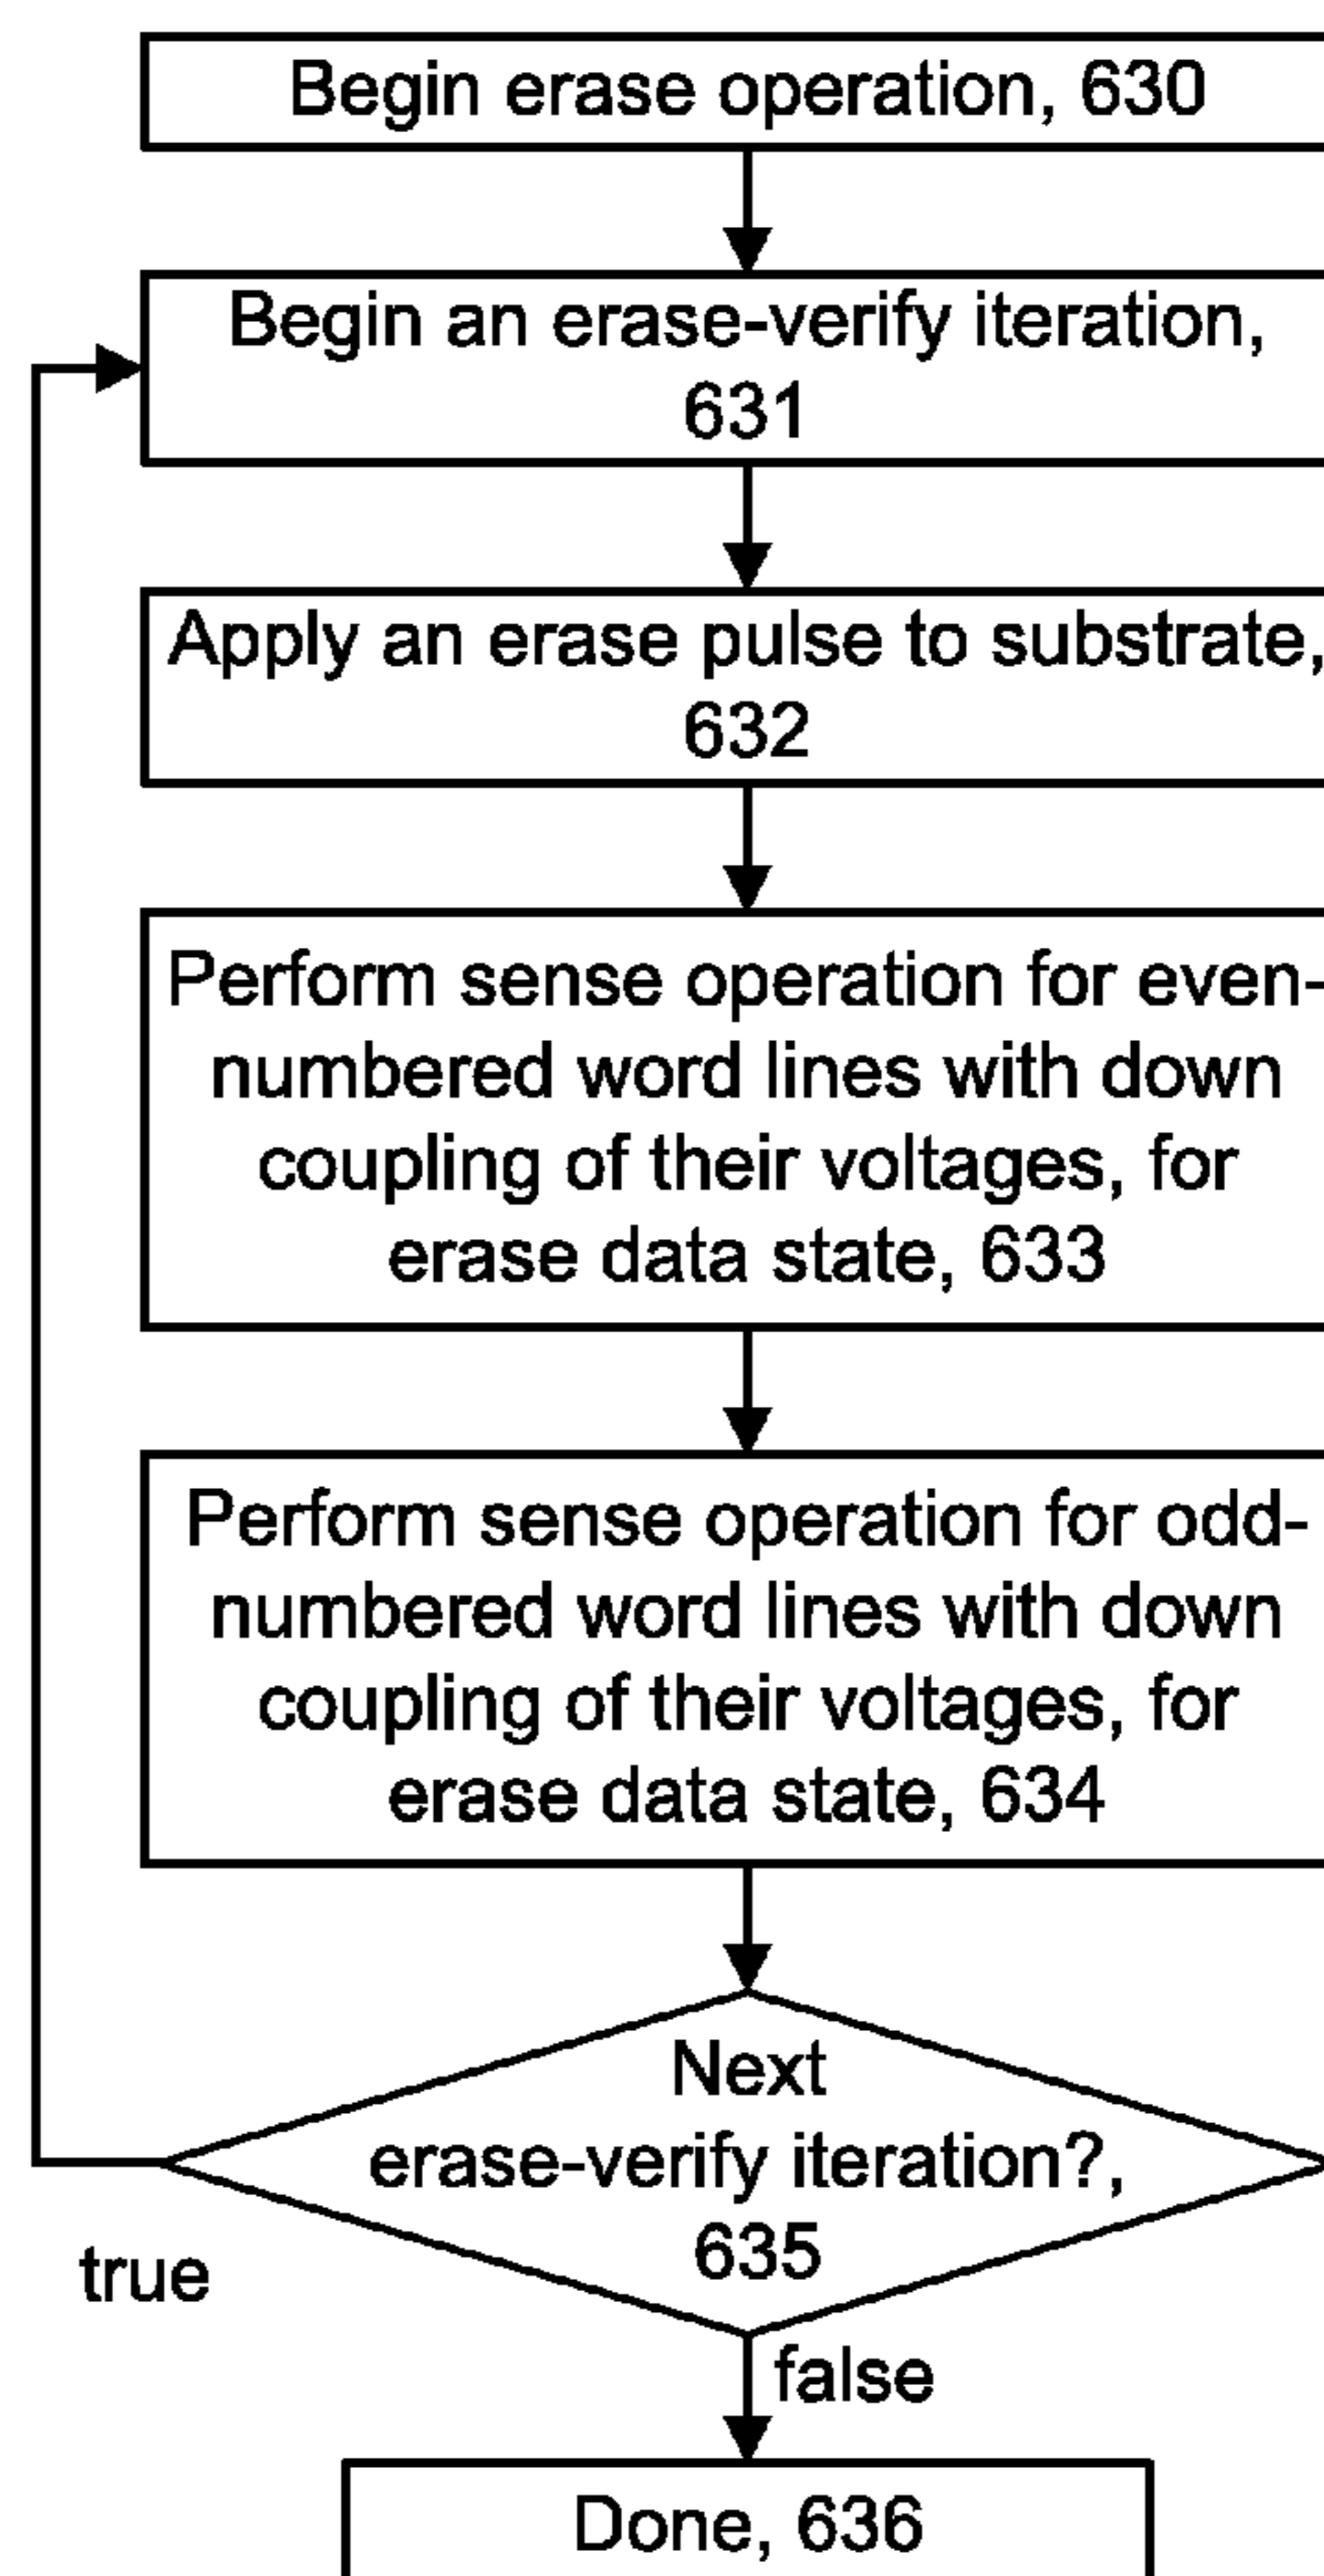 Begin erase operation, 630
Begin an erase-verify iteration,
631
Apply an erase pulse to substrate,
632
Perform sense operation for even-
numbered word lines with down
coupling of their voltages, for
erase data state, 633
Perform sense operation for odd-
numbered word lines with down
coupling of their voltages, for
erase data state, 634
Next
erase-verify iteration?,
635
true
false
Done, 636